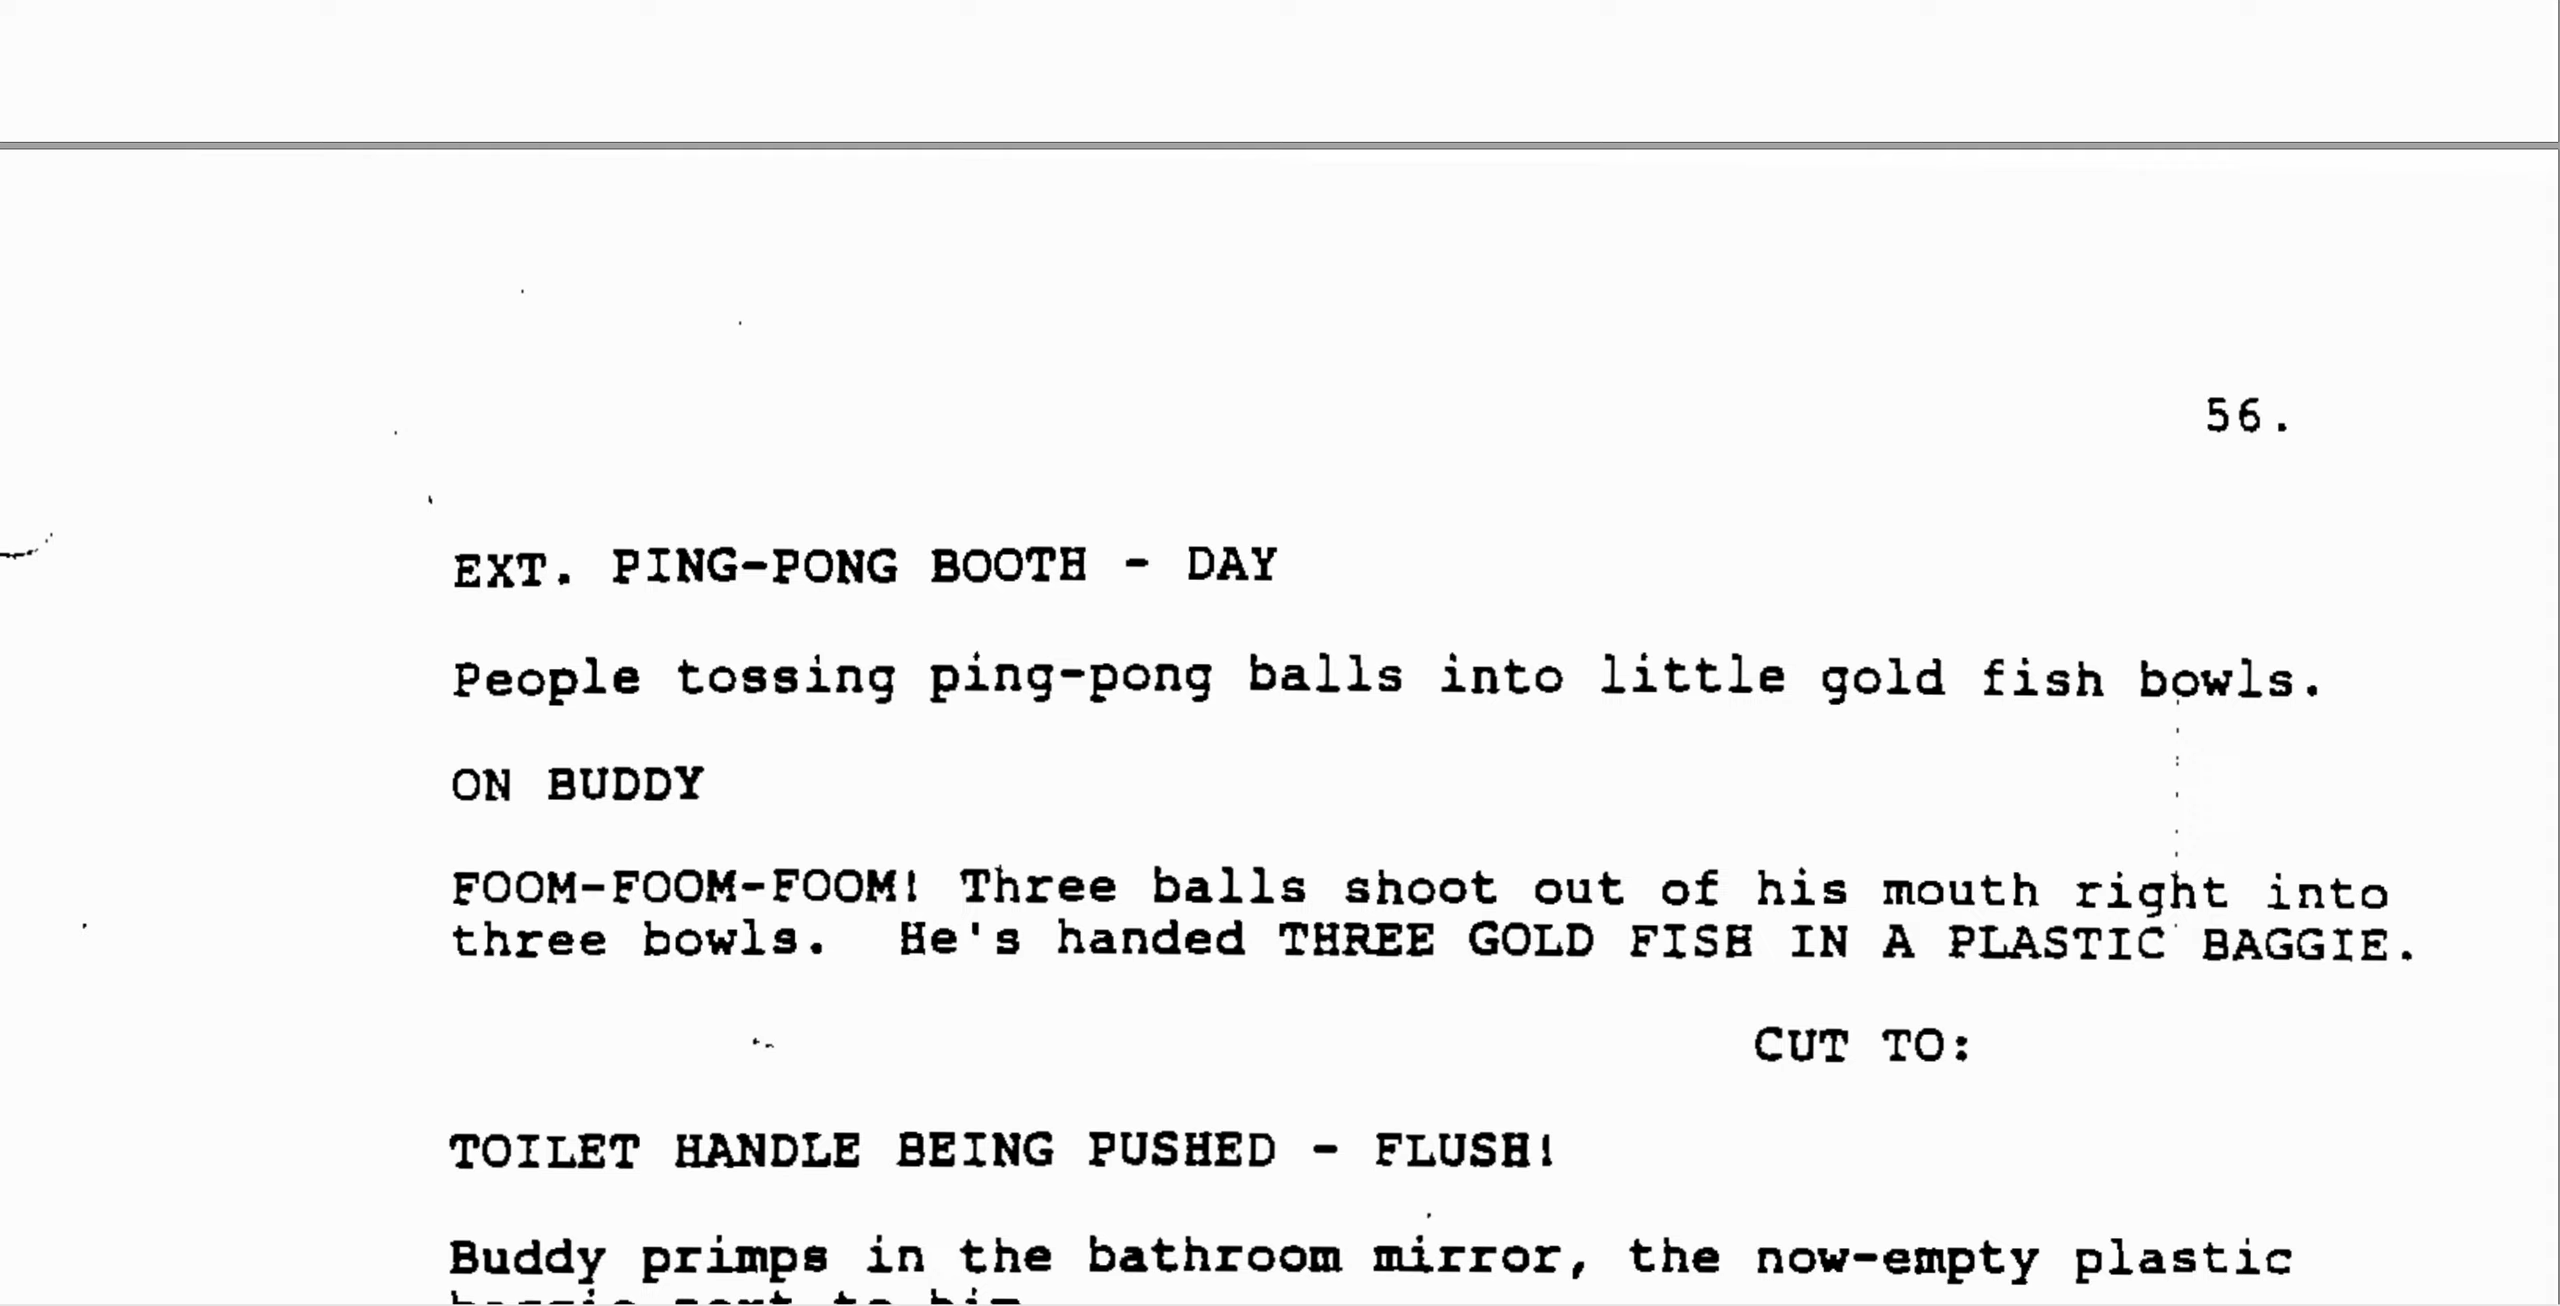 56.
EXT. PING-PONG BOOTH - DAY
People tossing ping-pong balls into little gold fish bowls.
ON BUDDY
FOOM-FOOM-FOOM! Three balls shoot out of his mouth right into
three bowls.  He's handed THREE GOLD FISH IN A PLASTIC BAGGIE.
CUT TO:
TOILET HANDLE BEING PUSHED - FLUSH!
Buddy primps in the bathroom mirror, the now-empty plastic